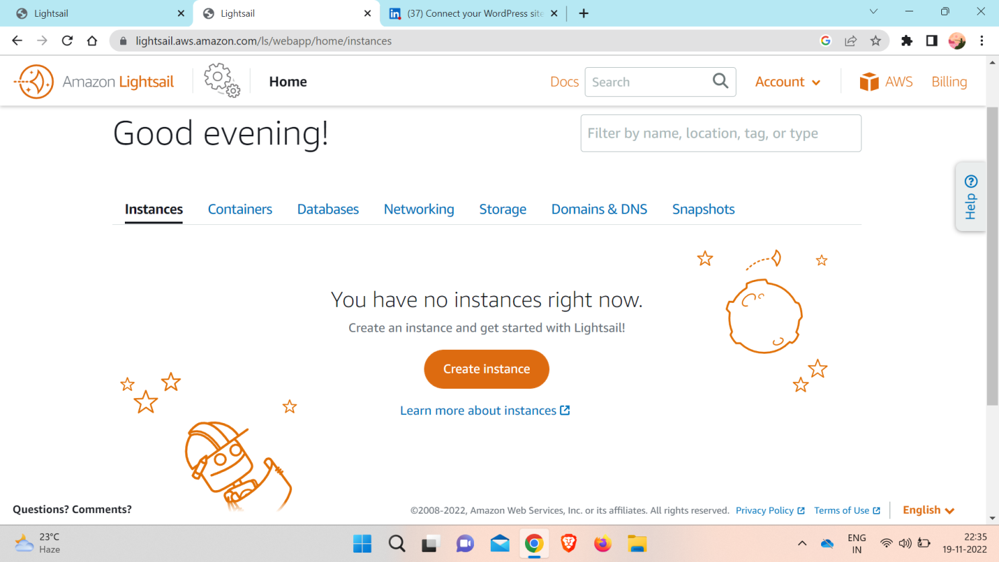 Lightsail
Lightsail
(37) Connect your WordPress site
lightsail.aws.amazon.com/ls/webapp/home/instances
Amazon Lightsail
Home
Docs
Search
Account
AWS
Billing
Good evening!
Filter by name, location, tag, or type
Help
Instances Containers Databases Networking Storage Domains & DNS Snapshots
You have no instances right now.
Create an instance and get started with Lightsail!
Create instance
Learn more about instances
Questions? Comments?
©2008-2022, Amazon Web Services, Inc. or its affiliates. All rights reserved. Privacy Policy Terms of Use
English
23°C
Haze
ENG
IN
22:35
19-11-2022